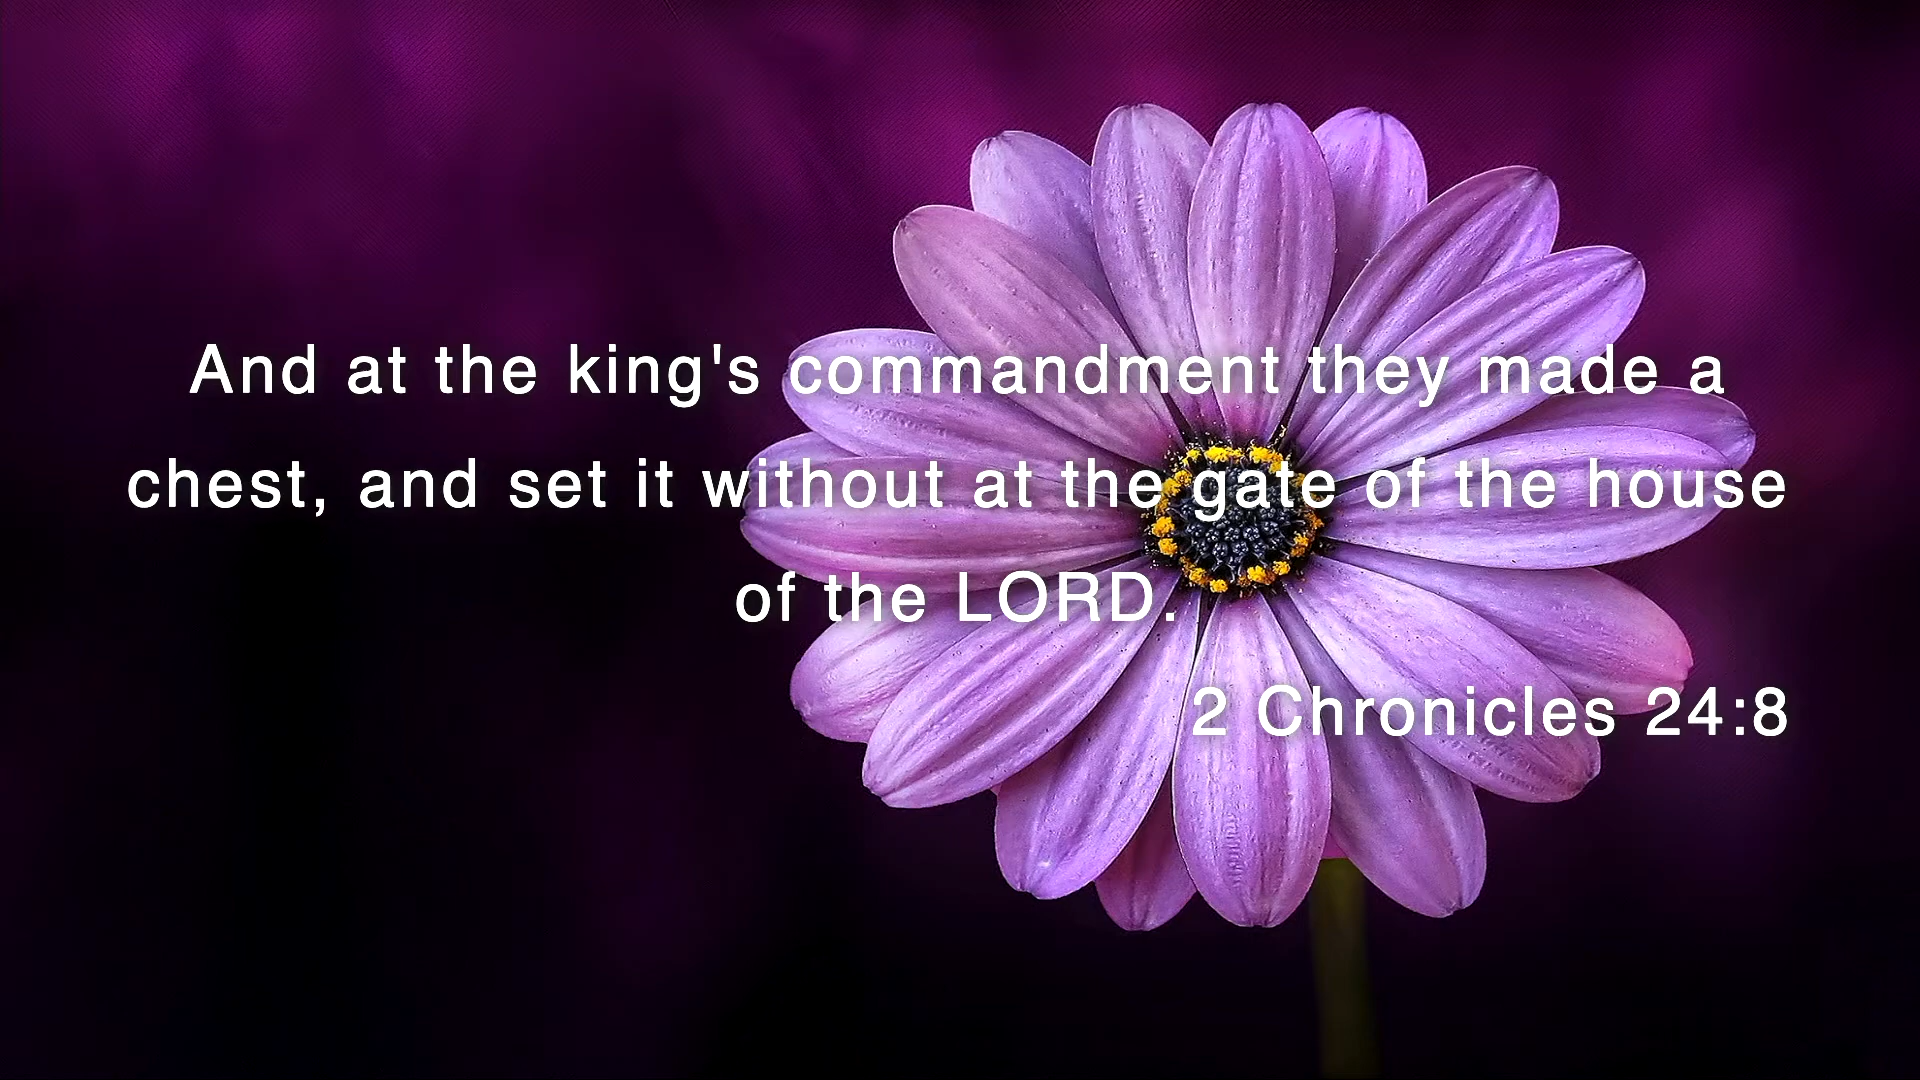 And at the king's commandment they made a
chest, and set it without at the gate of the house
of the LORD.
2 Chronicles 24:8